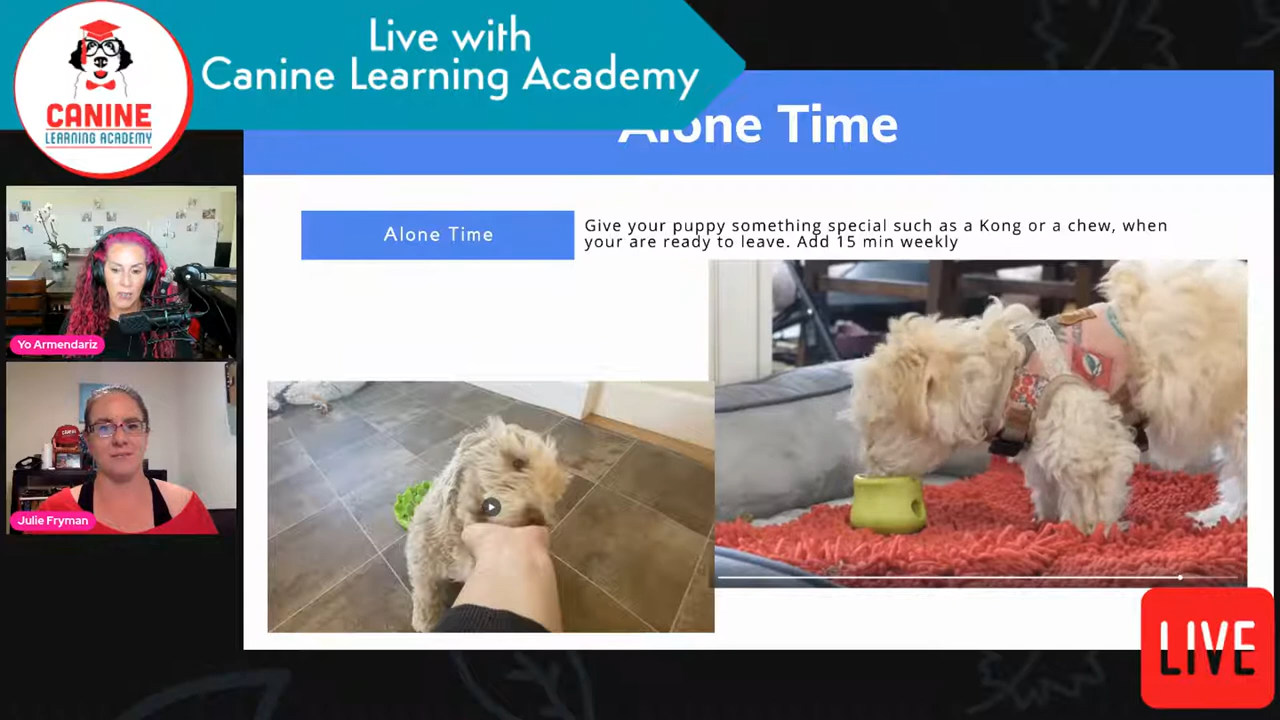 Live with
Canine Learning Academy
CANINE
LEARNING ACADEMY
Alone Time
Alone Time
Give your puppy something special such as a Kong or a chew, when
your are ready to leave. Add 15 min weekly
Yo Armendariz
Julie Fryman
LIVE